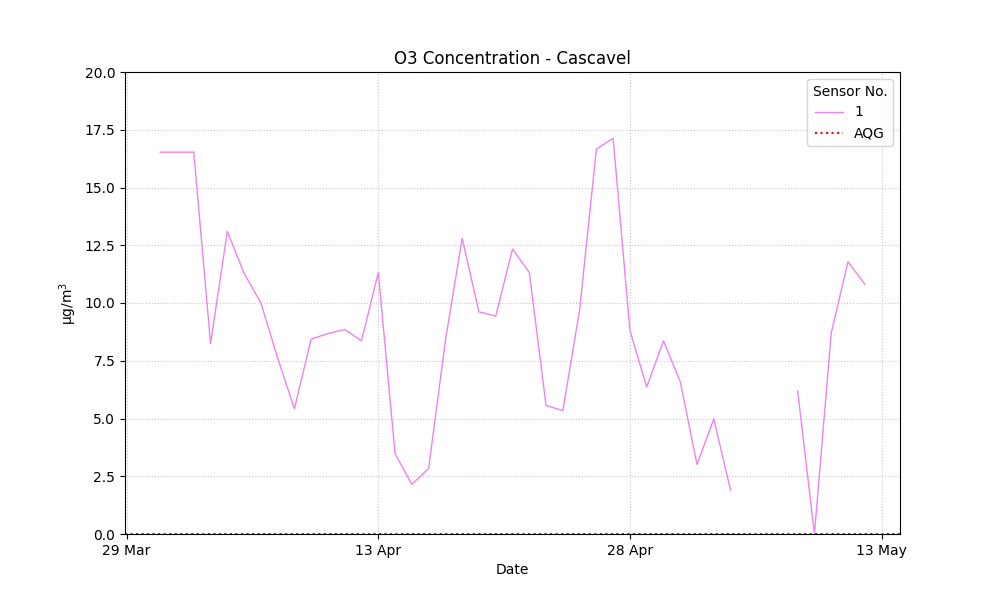 O3 Concentration - Cascavel
20.0
17.5
15.0
12.5
10.0
7.5
5.0
2.5
0.0
µg/m³
29 Mar
13 Apr
28 Apr
13 May
Date
Sensor No.
1
AQG